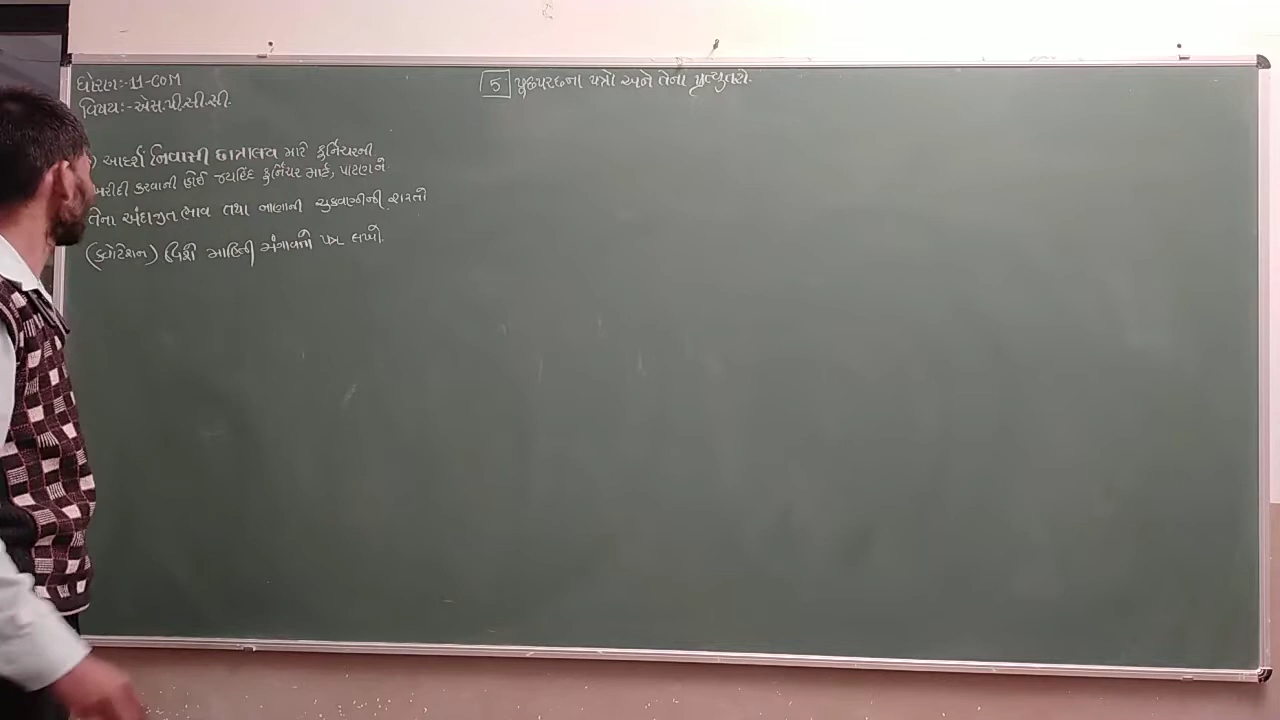 ધોરણ:-11-COM
વિષય:-એસ.પી.સી.સી.
5 પુછપરછના પત્રો અને તેના પ્રત્યુતરો.
) આદર્શ નિવાસી છાત્રાલય માટે ફર્નિચરની
ખરીદી કરવાની હોઈ જયહિંદ ફર્નિચર માર્ટ, પાટણને
તેના અંદાજીત ભાવ તથા નાણાની ચુકવણીની શરતો
(ક્વોટેશન) વિશે માહિતી મંગાવતો પત્ર લખો.